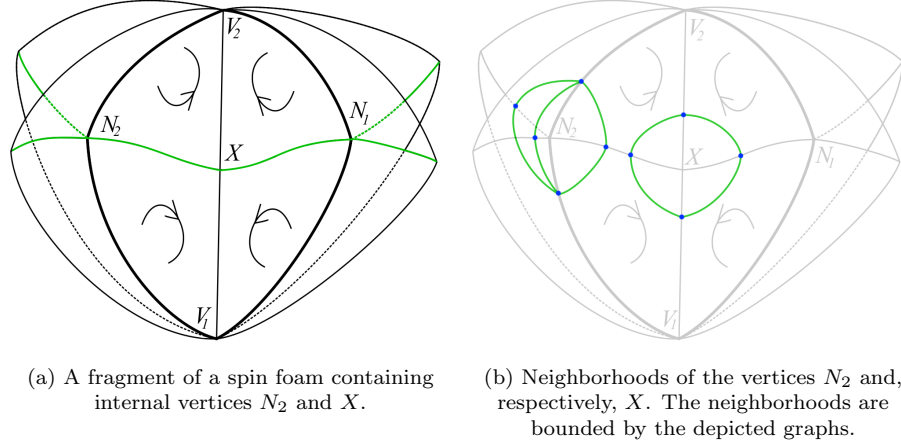 V₂
N₂
N₁
X
V₁
V₂
N₂
X
N₁
V₁
(a) A fragment of a spin foam containing
internal vertices N₂ and X.
(b) Neighborhoods of the vertices N₂ and,
respectively, X. The neighborhoods are
bounded by the depicted graphs.